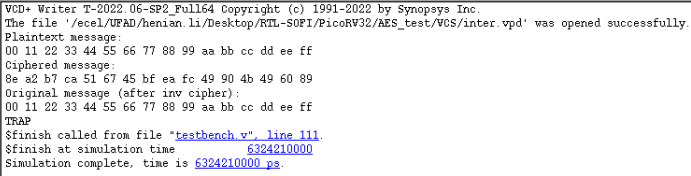 VCD+ Writer T-2022.06-SP2_Full64 Copyright (c) 1991-2022 by Synopsys Inc.
The file '/ecel/UFAD/henian.li/Desktop/RTL-SOFI/PicoRV32/AES_test/VCS/inter.vpd' was opened successfully.
Plaintext message:
00 11 22 33 44 55 66 77 88 99 aa bb cc dd ee ff
Ciphered message:
8e a2 b7 ca 51 67 45 bf ea fc 49 90 4b 49 60 89
Original message (after inv cipher):
00 11 22 33 44 55 66 77 88 99 aa bb cc dd ee ff
TRAP
$finish called from file "testbench.v", line 111.
$finish at simulation time 6324210000
Simulation complete, time is 6324210000 ps.